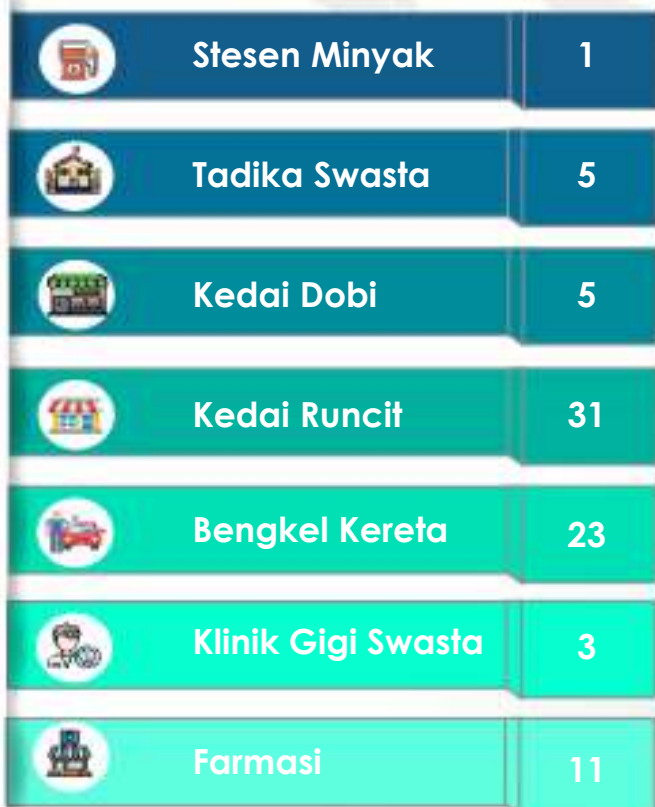 Stesen Minyak 1
Tadika Swasta 5
Kedai Dobi 5
Kedai Runcit 31
Bengkel Kereta 23
Klinik Gigi Swasta 3
Farmasi 11